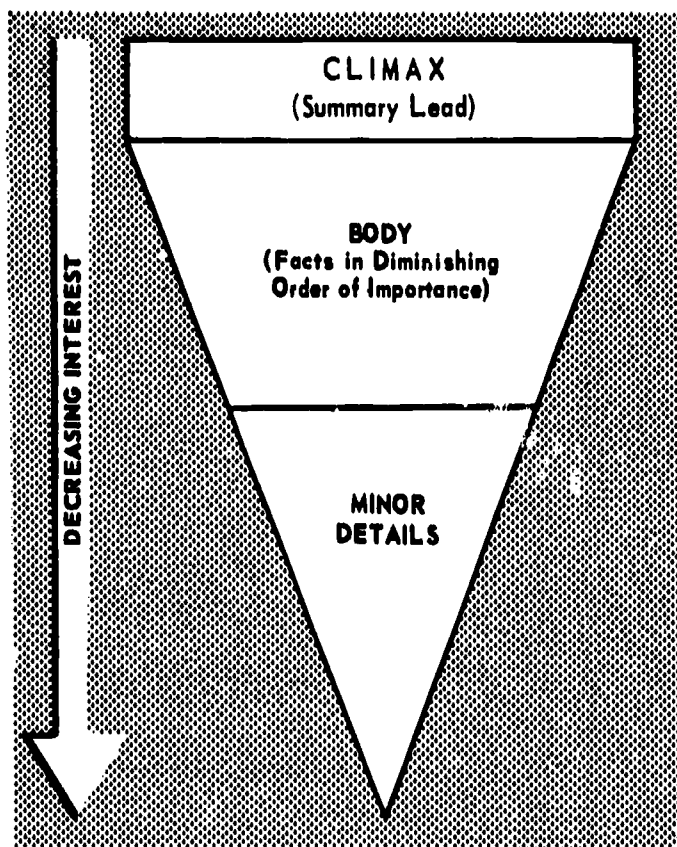 CLIMAX
(Summary Lead)
BODY
(Facts in Diminishing
Order of Importance)
MINOR
DETAILS
DECREASING INTEREST